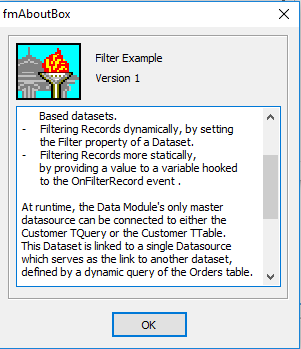 fmAboutBox
Filter Example
Version 1
Based datasets.
- Filtering Records dynamically, by setting
the Filter property of a Dataset.
- Filtering Records more statically,
by providing a value to a variable hooked
to the OnFilterRecord event .
At runtime, the Data Module's only master
datasource can be connected to either the
Customer TQuery or the Customer TTable.
This Dataset is linked to a single Datasource
which serves as the link to another dataset,
defined by a dynamic query of the Orders table.
OK